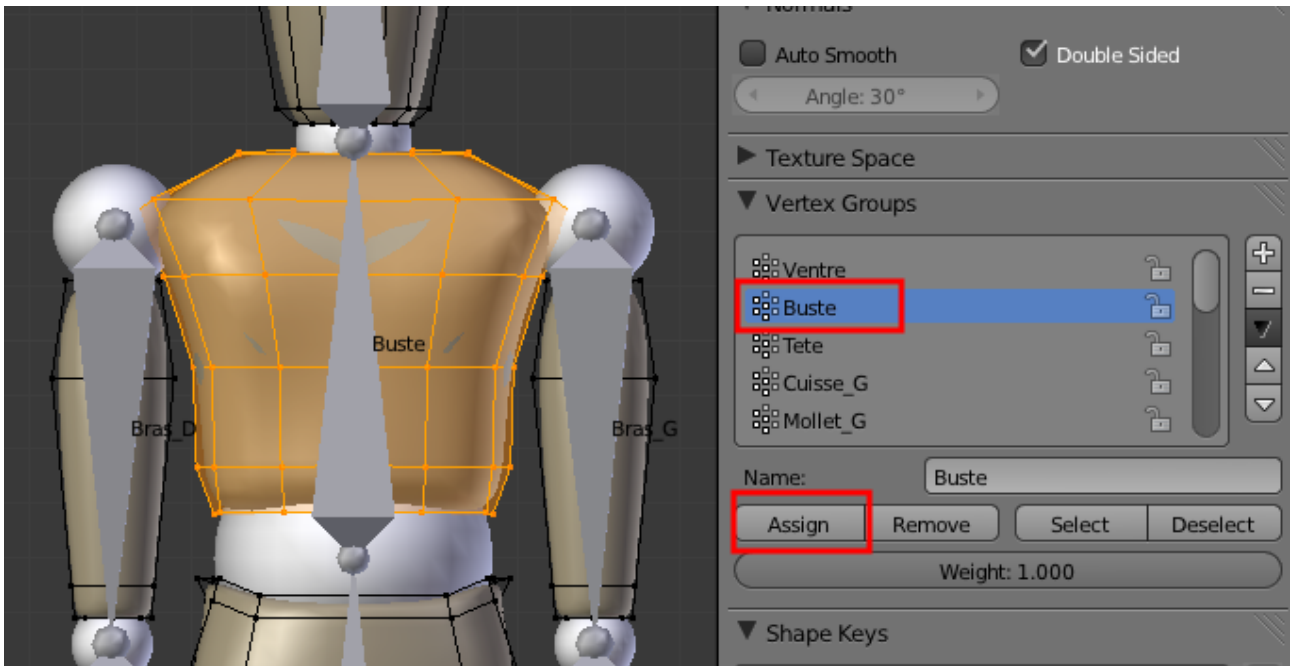 Normals
Auto Smooth
Double Sided
Angle: 30°
Texture Space
Vertex Groups
Ventre
Buste
Tete
Cuisse_G
Mollet_G
Name:
Buste
Assign
Remove
Select
Deselect
Weight: 1.000
Shape Keys
Buste
Bras_D
Bras_G